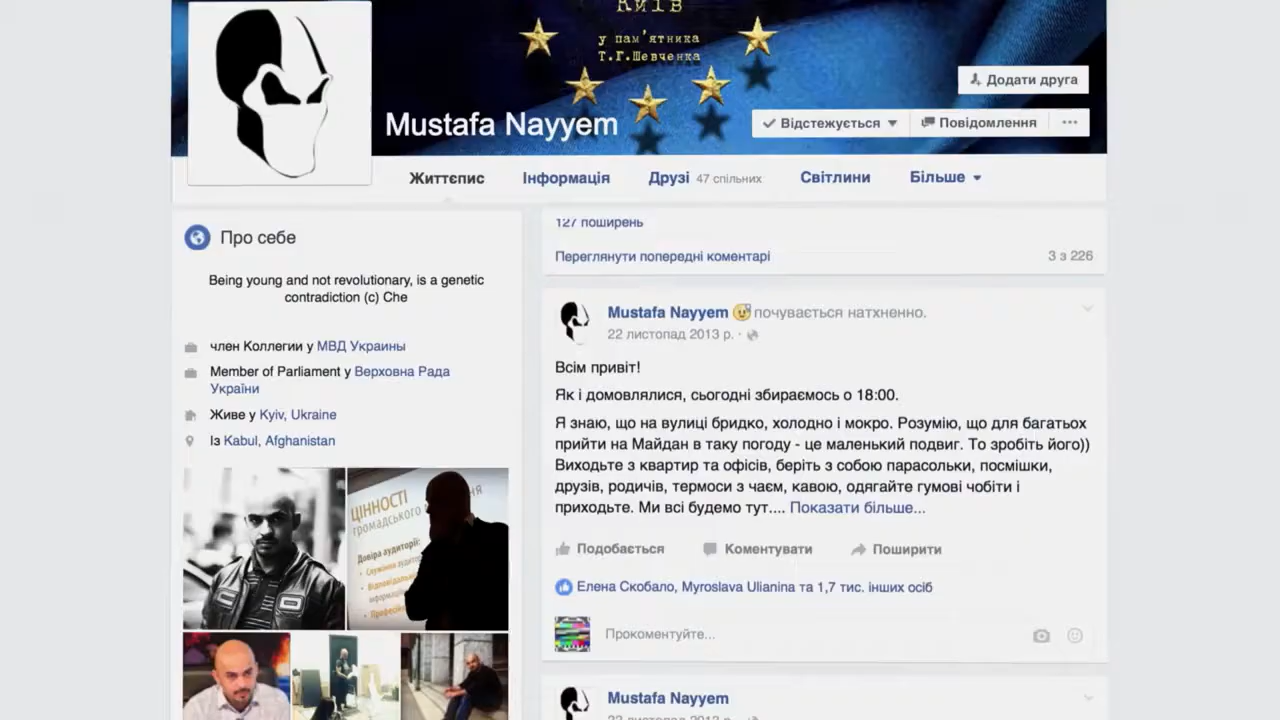 Київ
у пам'ятника
Т.Г.Шевченка
Додати друга
Mustafa Nayyem
Відстежується
Повідомлення
Життєпис
Інформація
Друзі 47 спільних
Світлини
Більше
Про себе
Being young and not revolutionary, is a genetic
contradiction (c) Che
член Коллегии у МВД Украины
Member of Parliament у Верховна Рада
України
Живе у Kyiv, Ukraine
Із Kabul, Afghanistan
ЦІННОСТІ
громадського
Довіра аудиторії:
127 поширень
Переглянути попередні коментарі
3 з 226
Mustafa Nayyem почувається натхненно.
22 листопад 2013 р.
Всім привіт!
Як і домовлялися, сьогодні збираємось о 18:00.
Я знаю, що на вулиці бридко, холодно і мокро. Розумію, що для багатьох
прийти на Майдан в таку погоду - це маленький подвиг. То зробіть його))
Виходьте з квартир та офісів, беріть з собою парасольки, посмішки,
друзів, родичів, термоси з чаєм, кавою, одягайте гумові чобіти і
приходьте. Ми всі будемо тут.... Показати більше...
Подобається
Коментувати
Поширити
Елена Скобало, Myroslava Ulianina та 1,7 тис. інших осіб
Прокоментуйте...
Mustafa Nayyem
22 листопад 2013 р.